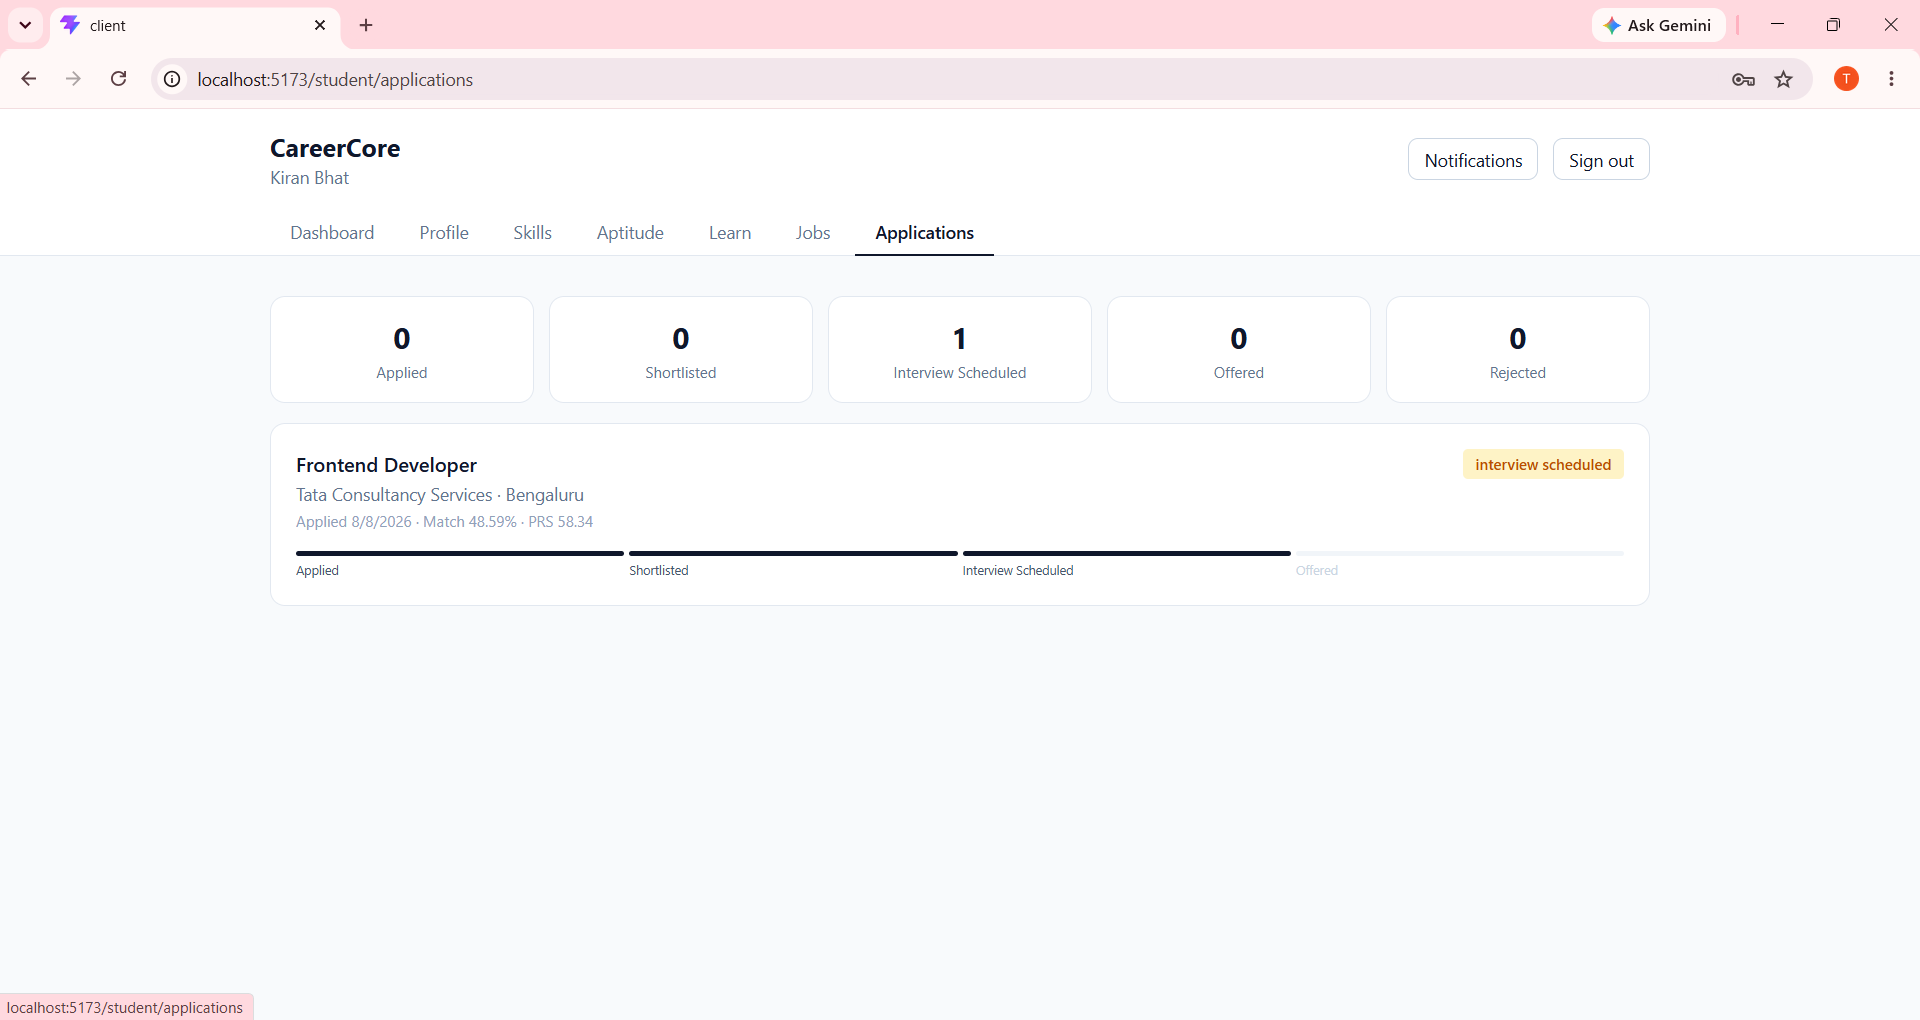 client
Ask Gemini
localhost:5173/student/applications
T
CareerCore
Kiran Bhat
Notifications
Sign out
Dashboard
Profile
Skills
Aptitude
Learn
Jobs
Applications
0
Applied
0
Shortlisted
1
Interview Scheduled
0
Offered
0
Rejected
Frontend Developer
interview scheduled
Tata Consultancy Services · Bengaluru
Applied 8/8/2026 · Match 48.59% · PRS 58.34
Applied
Shortlisted
Interview Scheduled
Offered
localhost:5173/student/applications